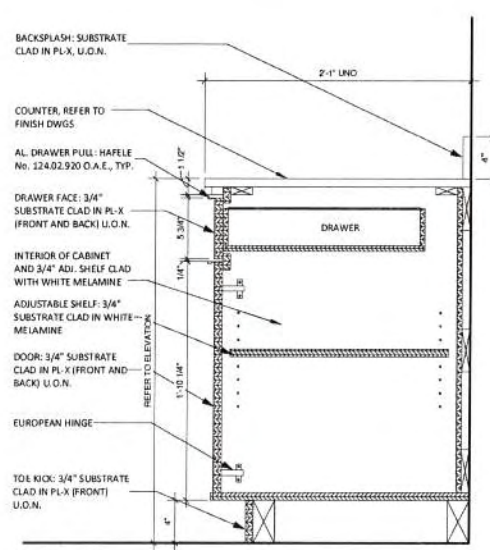 BACKSPLASH: SUBSTRATE
CLAD IN PL-X, U.O.N.
2'-1" UNO
COUNTER, REFER TO
FINISH DWGS
4"
AL. DRAWER PULL: HAFELE
No. 124.02.920 O.A.E., TYP.
1 1/2"
DRAWER FACE: 3/4"
SUBSTRATE CLAD IN PL-X
(FRONT AND BACK) U.O.N.
5 3/4"
DRAWER
INTERIOR OF CABINET
AND 3/4" ADJ. SHELF CLAD
WITH WHITE MELAMINE
1/4"
ADJUSTABLE SHELF: 3/4"
SUBSTRATE CLAD IN WHITE
MELAMINE
DOOR: 3/4" SUBSTRATE
CLAD IN PL-X (FRONT AND
BACK) U.O.N.
REFER TO ELEVATION
1'-10 1/4"
EUROPEAN HINGE
TOE KICK: 3/4" SUBSTRATE
CLAD IN PL-X (FRONT)
U.O.N.
4"